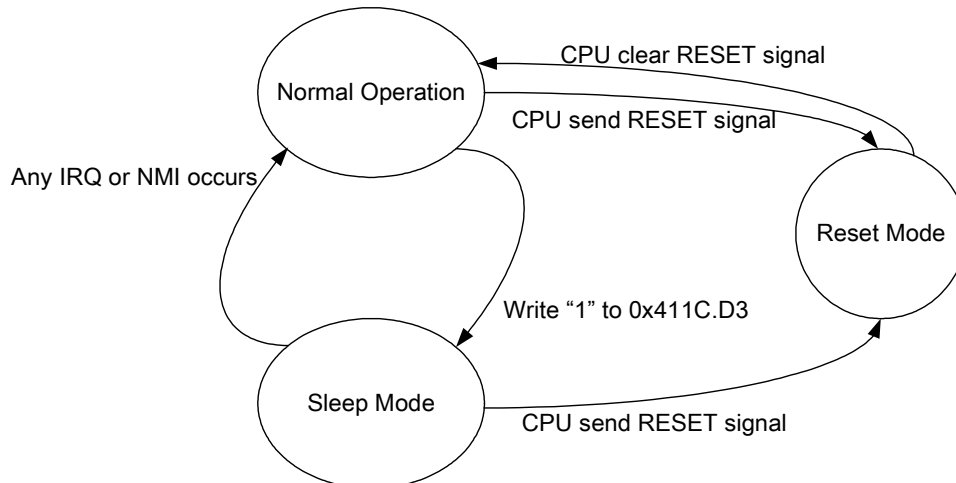 CPU clear RESET signal
Normal Operation
CPU send RESET signal
Any IRQ or NMI occurs
Reset Mode
Write “1” to 0x411C.D3
Sleep Mode
CPU send RESET signal